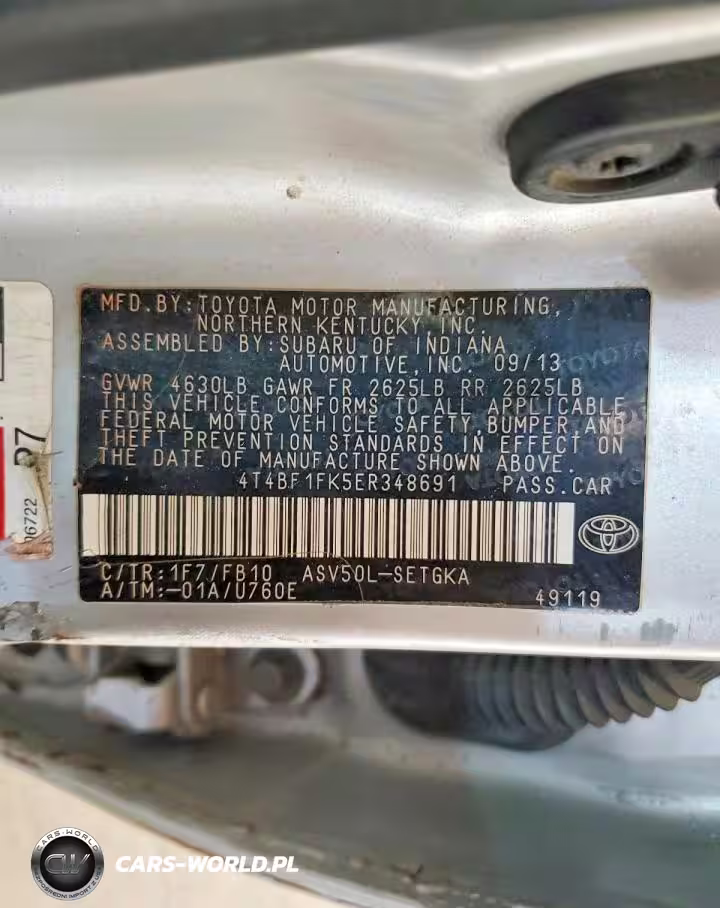 MFD.BY:TOYOTA MOTOR MANUFACTURING,
NORTHERN KENTUCKY,INC.
ASSEMBLED BY:SUBARU OF INDIANA
AUTOMOTIVE,INC. 09/13
GVWR 4630LB GAWR FR 2625LB RR 2625LB
THIS VEHICLE CONFORMS TO ALL APPLICABLE
FEDERAL MOTOR VEHICLE SAFETY,BUMPER,AND
THEFT PREVENTION STANDARDS IN EFFECT ON
THE DATE OF MANUFACTURE SHOWN ABOVE.
4T4BF1FK5ER348691 PASS.CAR
C/TR:1F7/FB10 ASV50L-SETGKA
A/TM:-01A/U760E 49119
CARS-WORLD
CARS-WORLD.PL